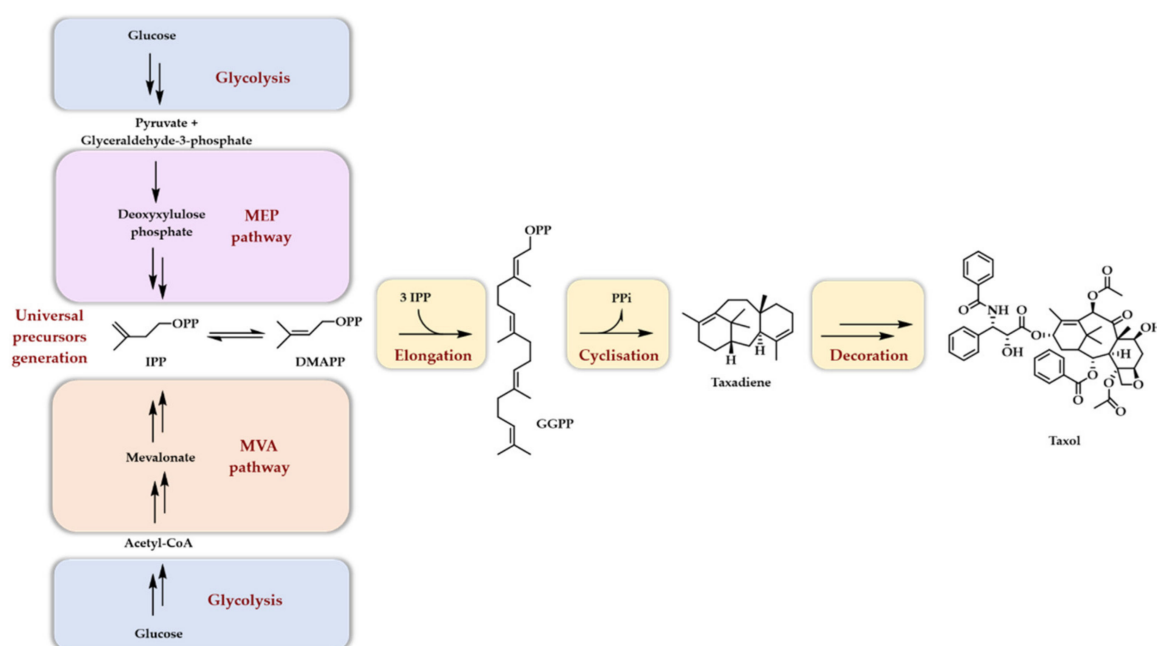 Glucose
Glycolysis
Pyruvate +
Glyceraldehyde-3-phosphate
Deoxyxylulose
phosphate
MEP
pathway
Universal
precursors
generation
OPP
IPP
OPP
DMAPP
MVA
pathway
Mevalonate
Acetyl-CoA
Glycolysis
Glucose
3 IPP
Elongation
OPP
GGPP
PPi
Cyclisation
H
H
Taxadiene
Decoration
O
NH
O
OH
O
O
O
O
OH
H
O
O
O
O
O
Taxol